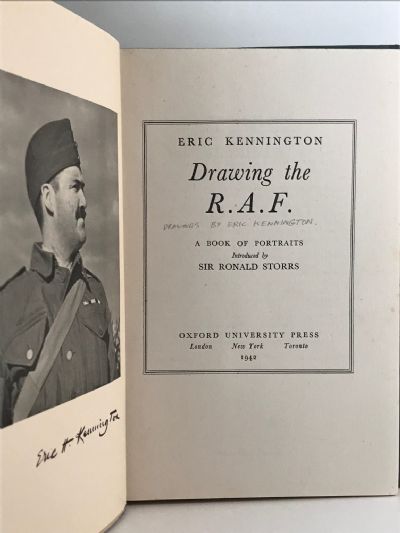 Eric H Kennington
ERIC KENNINGTON
Drawing the
R.A.F.
DRAWINGS BY ERIC KENNINGTON.
A BOOK OF PORTRAITS
Introduced by
SIR RONALD STORRS
OXFORD UNIVERSITY PRESS
London New York Toronto
1942